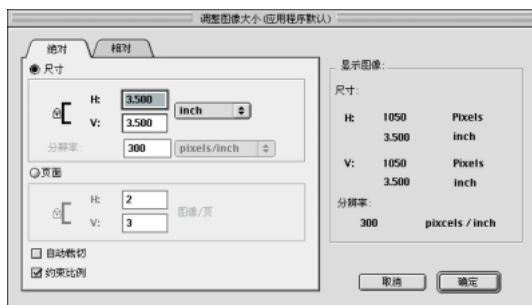 调整图像大小(应用程序默认)
绝对
相对
尺寸
H: 3.500
inch
V: 3.500
分辨率: 300 pixels/inch
页面
H: 2
图像/页
V: 3
自动裁切
约束比例
显示图像:
尺寸:
H: 1050 Pixels
3.500 inch
V: 1050 Pixels
3.500 inch
分辨率:
300 pixcels / inch
取消
确定